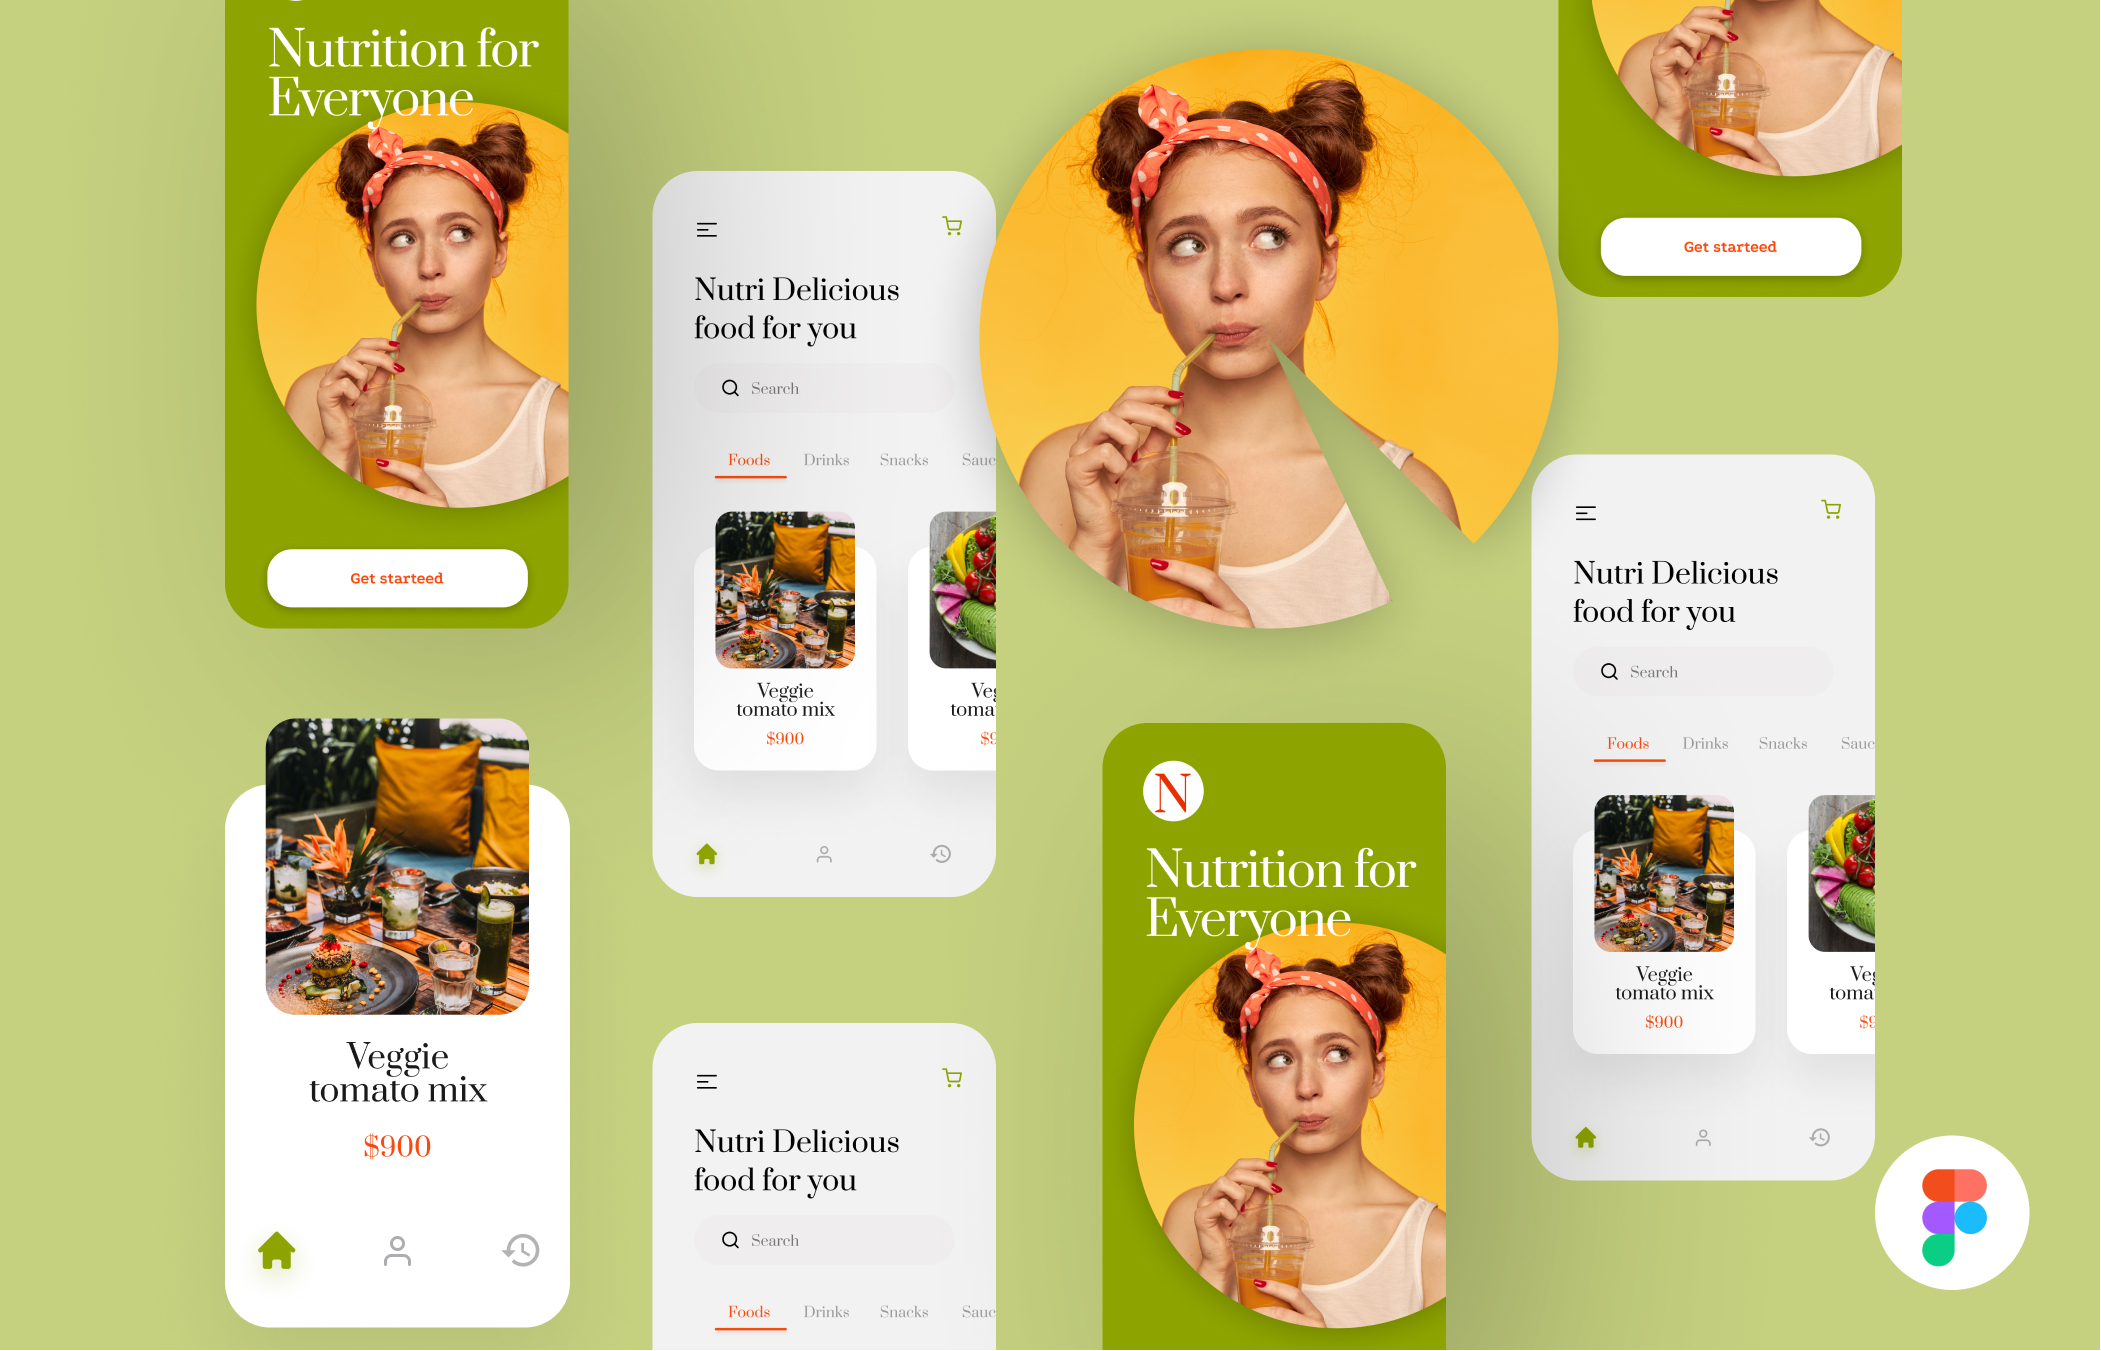 Nutrition for
Everyone
Get starteed
Nutri Delicious
food for you
Search
Foods Drinks Snacks Sauc
Veggie
tomato mix
$900
Veg
toma
$9
Get starteed
Nutri Delicious
food for you
Search
Foods Drinks Snacks Sauc
Veggie
tomato mix
$900
Veg
toma
$9
Veggie
tomato mix
$900
Nutri Delicious
food for you
Search
Foods Drinks Snacks Sauc
N
Nutrition for
Everyone